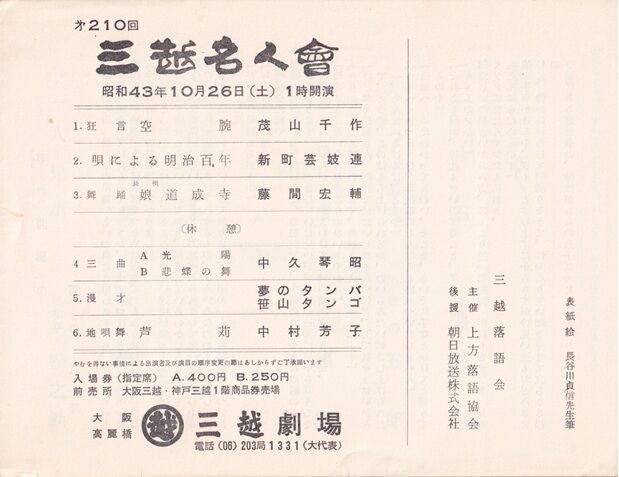 第210回
三越名人會
昭和43年10月26日(土) 1時開演
1. 狂言 空腕 茂山千作
2. 唄による明治百年 新町芸妓連
長唄
3. 舞踊 娘道成寺 藤間宏輔
〔休憩〕
4 三曲 A 光陽 B 悲蝶の舞 中久琴昭
5. 漫才 夢のタンバ 笹山タンゴ
6. 地唄舞 芦苅 中村芳子
やむを得ない事情による出演者及び演目の順序変更の節はあしからずご了承願います
入場券(指定席) A.400円 B.250円
前売所 大阪三越・神戸三越1階商品券売場
大阪高麗橋 越 三越劇場
電話(06)203局1331(大代表)
表紙絵 長谷川貞信先生筆
三越落語会
主催 上方落語協会
後援 朝日放送株式会社